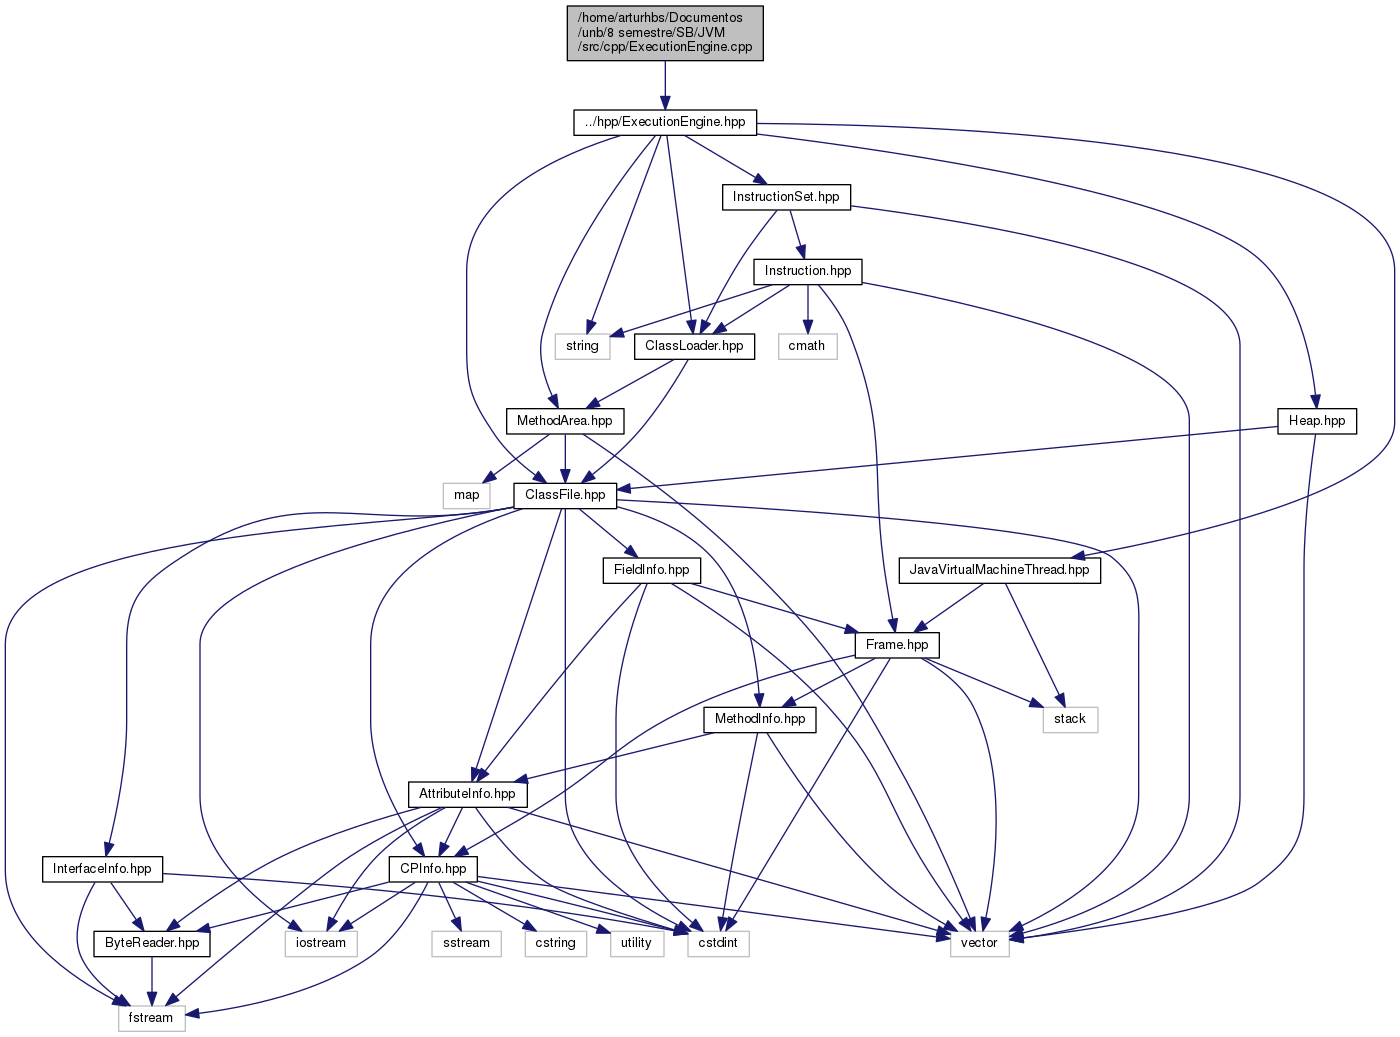 /home/arturhbs/Documentos
/unb/8 semestre/SB/JVM
/src/cpp/ExecutionEngine.cpp
../hpp/ExecutionEngine.hpp
InstructionSet.hpp
Instruction.hpp
string
ClassLoader.hpp
cmath
MethodArea.hpp
Heap.hpp
map
ClassFile.hpp
FieldInfo.hpp
JavaVirtualMachineThread.hpp
Frame.hpp
MethodInfo.hpp
stack
AttributeInfo.hpp
InterfaceInfo.hpp
CPInfo.hpp
ByteReader.hpp
iostream
sstream
cstring
utility
cstdint
vector
fstream